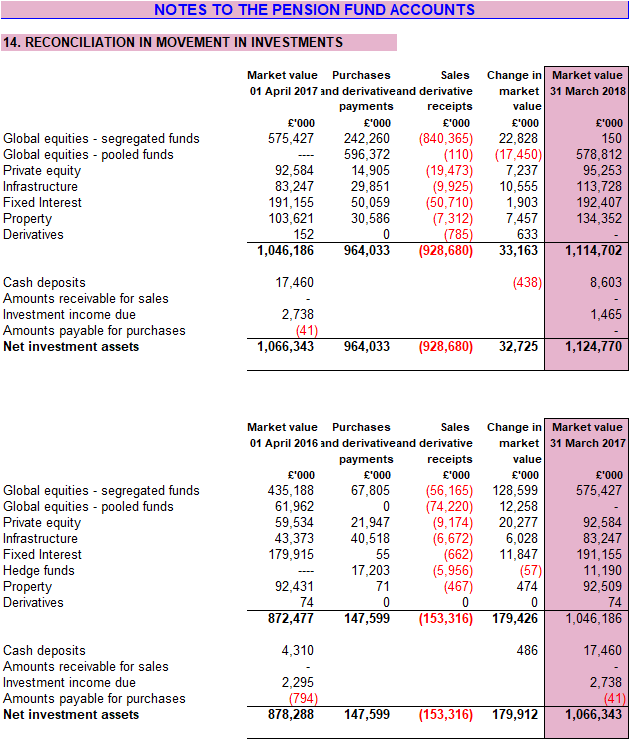 NOTES TO THE PENSION FUND ACCOUNTS
14. RECONCILIATION IN MOVEMENT IN INVESTMENTS
Market value Purchases Sales Change in Market value
01 April 2017 and derivative and derivative market 31 March 2018
payments receipts value
£'000 £'000 £'000 £'000 £'000
Global equities - segregated funds 575,427 242,260 (840,365) 22,828 150
Global equities - pooled funds ---- 596,372 (110) (17,450) 578,812
Private equity 92,584 14,905 (19,473) 7,237 95,253
Infrastructure 83,247 29,851 (9,925) 10,555 113,728
Fixed Interest 191,155 50,059 (50,710) 1,903 192,407
Property 103,621 30,586 (7,312) 7,457 134,352
Derivatives 152 0 (785) 633 -
1,046,186 964,033 (928,680) 33,163 1,114,702
Cash deposits 17,460 (438) 8,603
Amounts receivable for sales - -
Investment income due 2,738 1,465
Amounts payable for purchases (41) -
Net investment assets 1,066,343 964,033 (928,680) 32,725 1,124,770
Market value Purchases Sales Change in Market value
01 April 2016 and derivative and derivative market 31 March 2017
payments receipts value
£'000 £'000 £'000 £'000 £'000
Global equities - segregated funds 435,188 67,805 (56,165) 128,599 575,427
Global equities - pooled funds 61,962 0 (74,220) 12,258 -
Private equity 59,534 21,947 (9,174) 20,277 92,584
Infrastructure 43,373 40,518 (6,672) 6,028 83,247
Fixed Interest 179,915 55 (662) 11,847 191,155
Hedge funds ---- 17,203 (5,956) (57) 11,190
Property 92,431 71 (467) 474 92,509
Derivatives 74 0 0 0 74
872,477 147,599 (153,316) 179,426 1,046,186
Cash deposits 4,310 486 17,460
Amounts receivable for sales - -
Investment income due 2,295 2,738
Amounts payable for purchases (794) (41)
Net investment assets 878,288 147,599 (153,316) 179,912 1,066,343